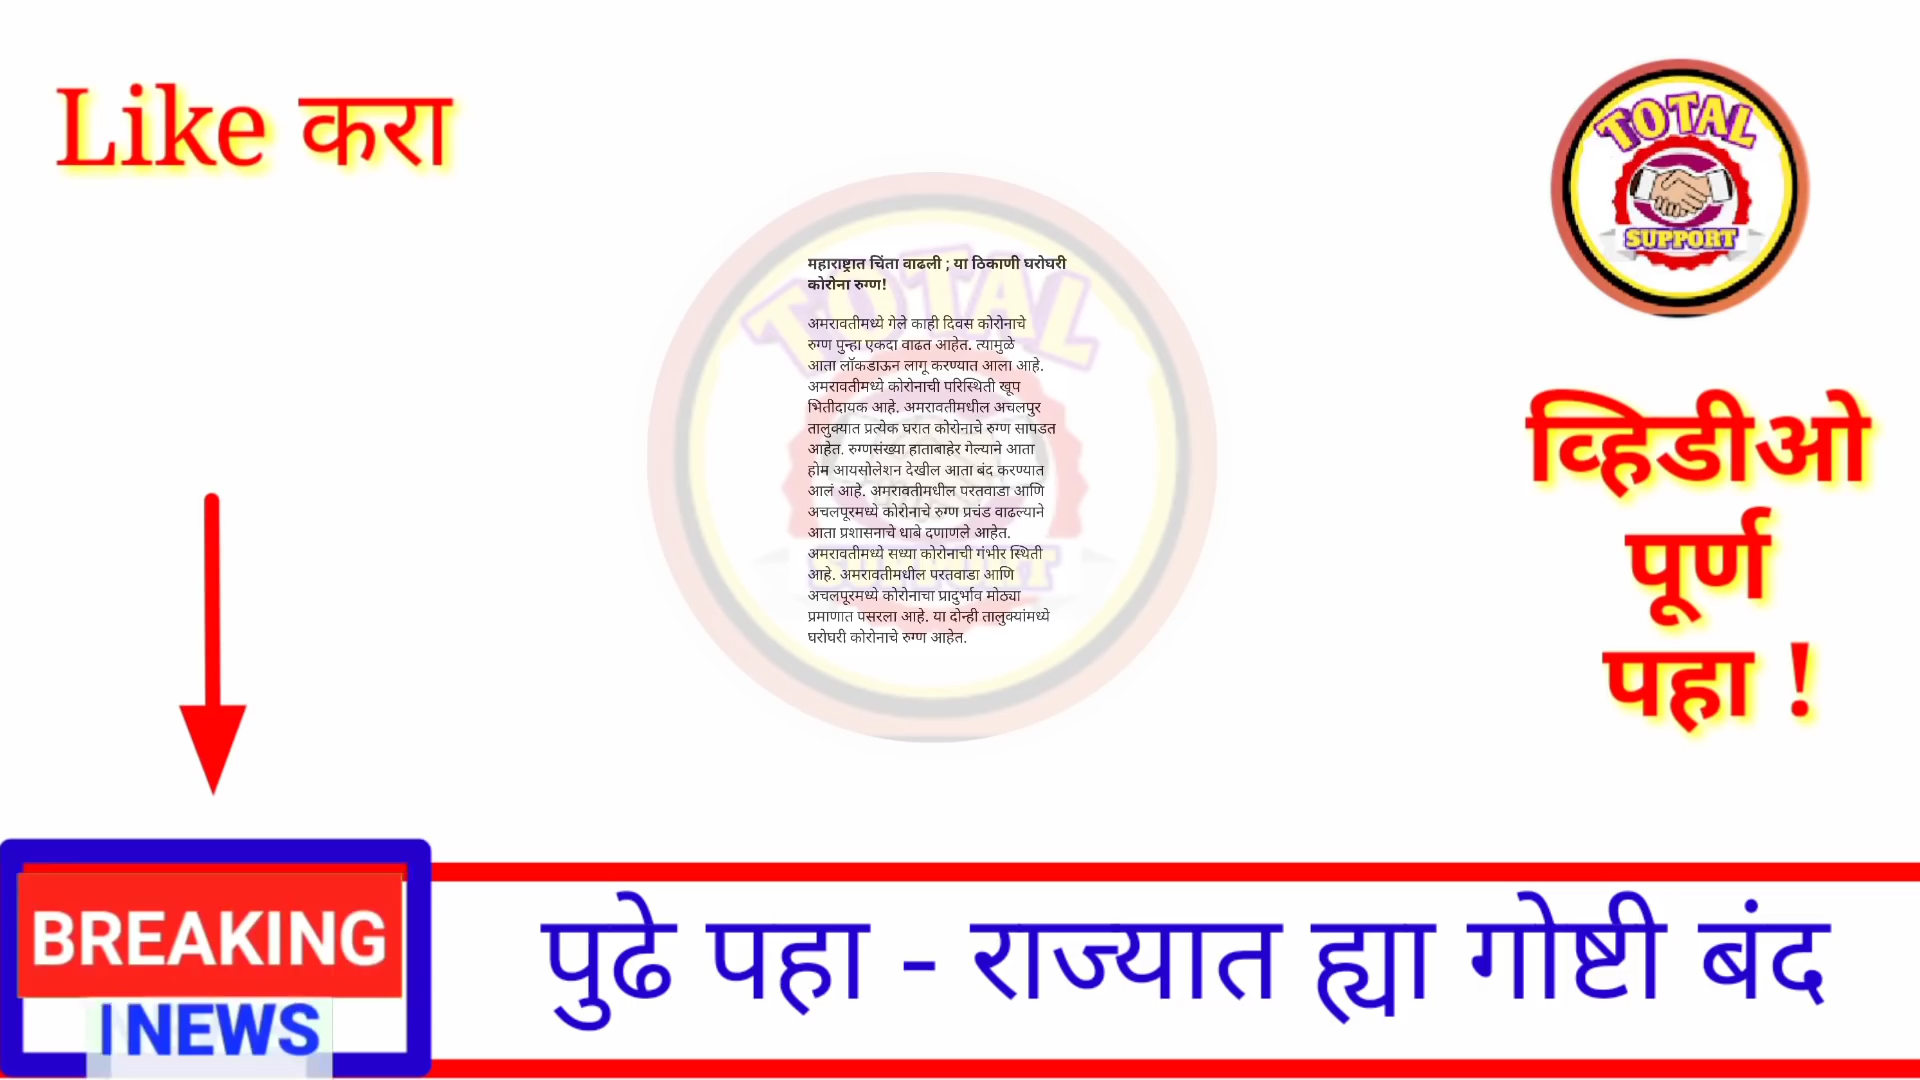 Like करा
TOTAL
SUPPORT
महाराष्ट्रात चिंता वाढली ; या ठिकाणी घरोघरी
कोरोना रुग्ण!
अमरावतीमध्ये गेले काही दिवस कोरोनाचे
रुग्ण पुन्हा एकदा वाढत आहेत. त्यामुळे
आता लॉकडाऊन लागू करण्यात आला आहे.
अमरावतीमध्ये कोरोनाची परिस्थिती खूप
भितीदायक आहे. अमरावतीमधील अचलपुर
तालुक्यात प्रत्येक घरात कोरोनाचे रुग्ण सापडत
आहेत. रुग्णसंख्या हाताबाहेर गेल्याने आता
होम आयसोलेशन देखील आता बंद करण्यात
आलं आहे. अमरावतीमधील परतवाडा आणि
अचलपूरमध्ये कोरोनाचे रुग्ण प्रचंड वाढल्याने
आता प्रशासनाचे धाबे दणाणले आहेत.
अमरावतीमध्ये सध्या कोरोनाची गंभीर स्थिती
आहे. अमरावतीमधील परतवाडा आणि
अचलपूरमध्ये कोरोनाचा प्रादुर्भाव मोठ्या
प्रमाणात पसरला आहे. या दोन्ही तालुक्यांमध्ये
घरोघरी कोरोनाचे रुग्ण आहेत.
TOTAL
SUPPORT
व्हिडीओ
पूर्ण
पहा !
BREAKING
NEWS
पुढे पहा - राज्यात ह्या गोष्टी बंद